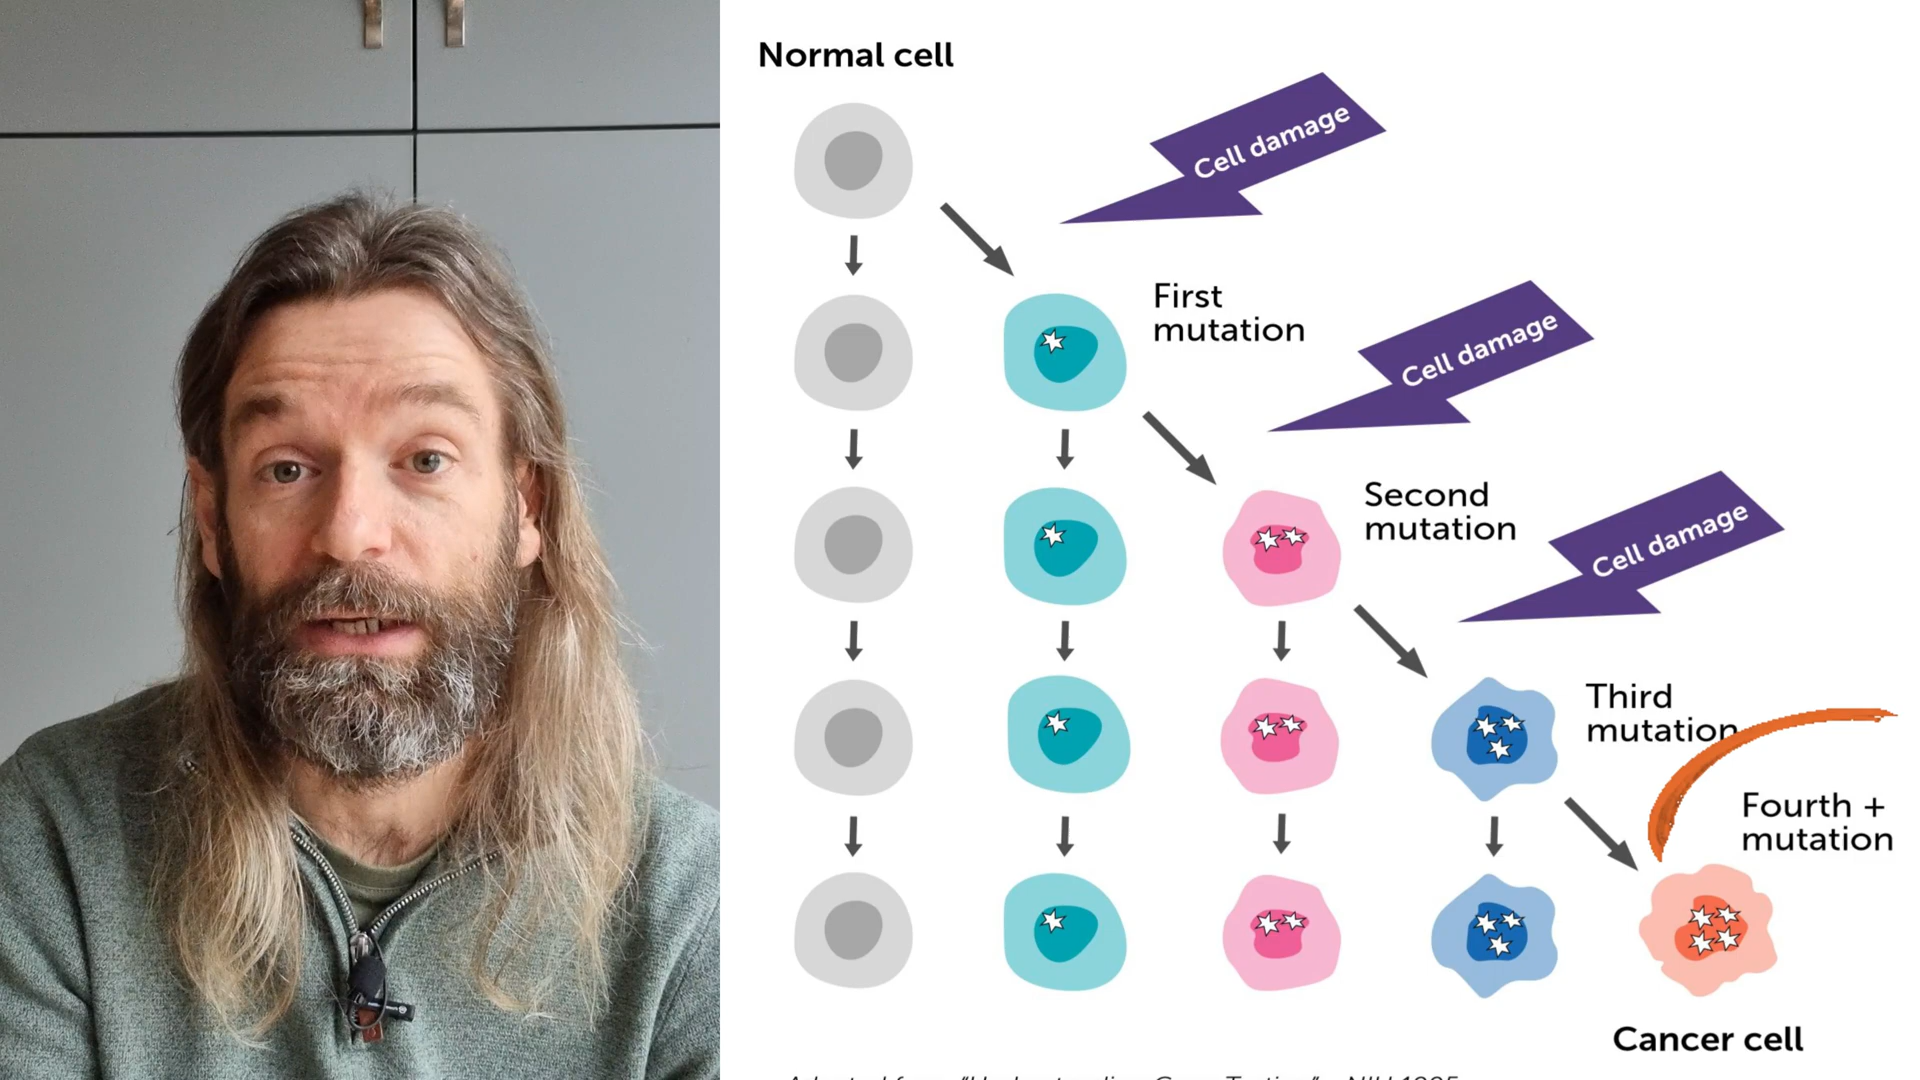 Normal cell
Cell damage
First
mutation
Cell damage
Second
mutation
Cell damage
Third
mutation
Fourth +
mutation
Cancer cell